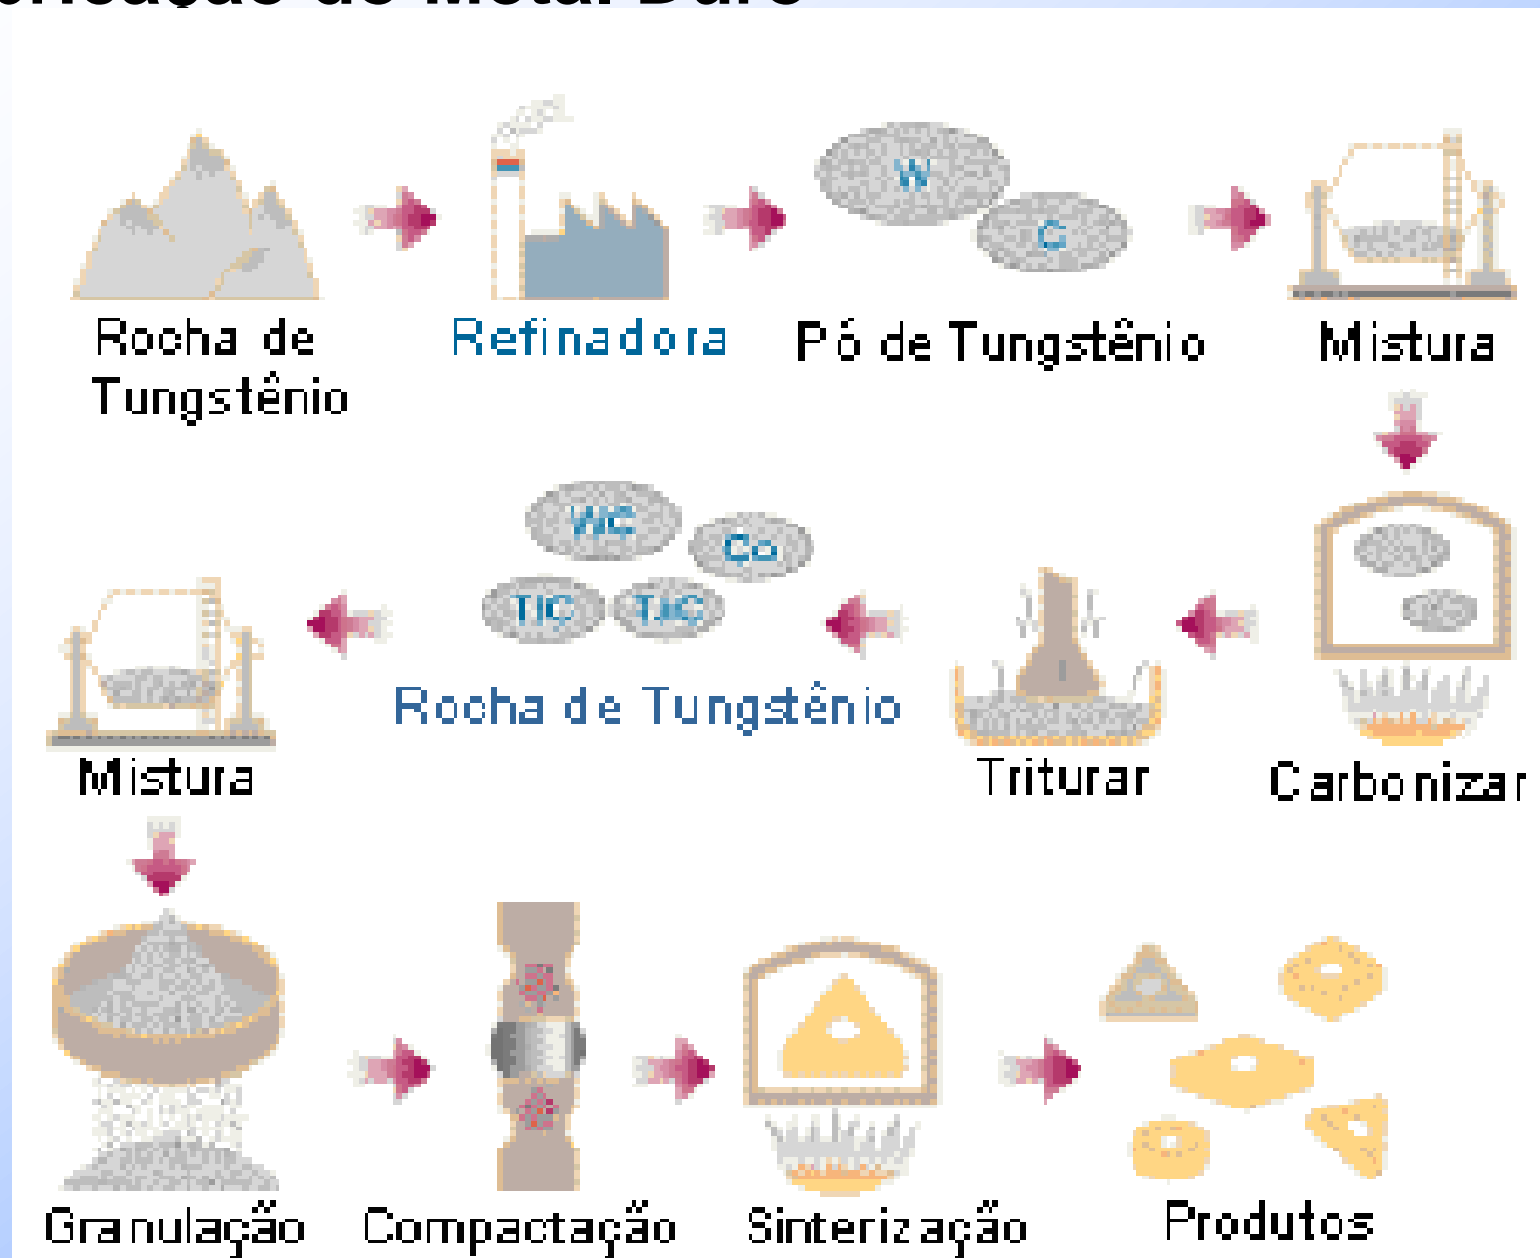 Rocha de
Tungstênio
Refinadora
W
C
Pó de Tungstênio
Mistura
WC
Co
TiC
TaC
Rocha de Tungstênio
Mistura
Triturar
Carbonizar
Granulação
Compactação
Sinterização
Produtos